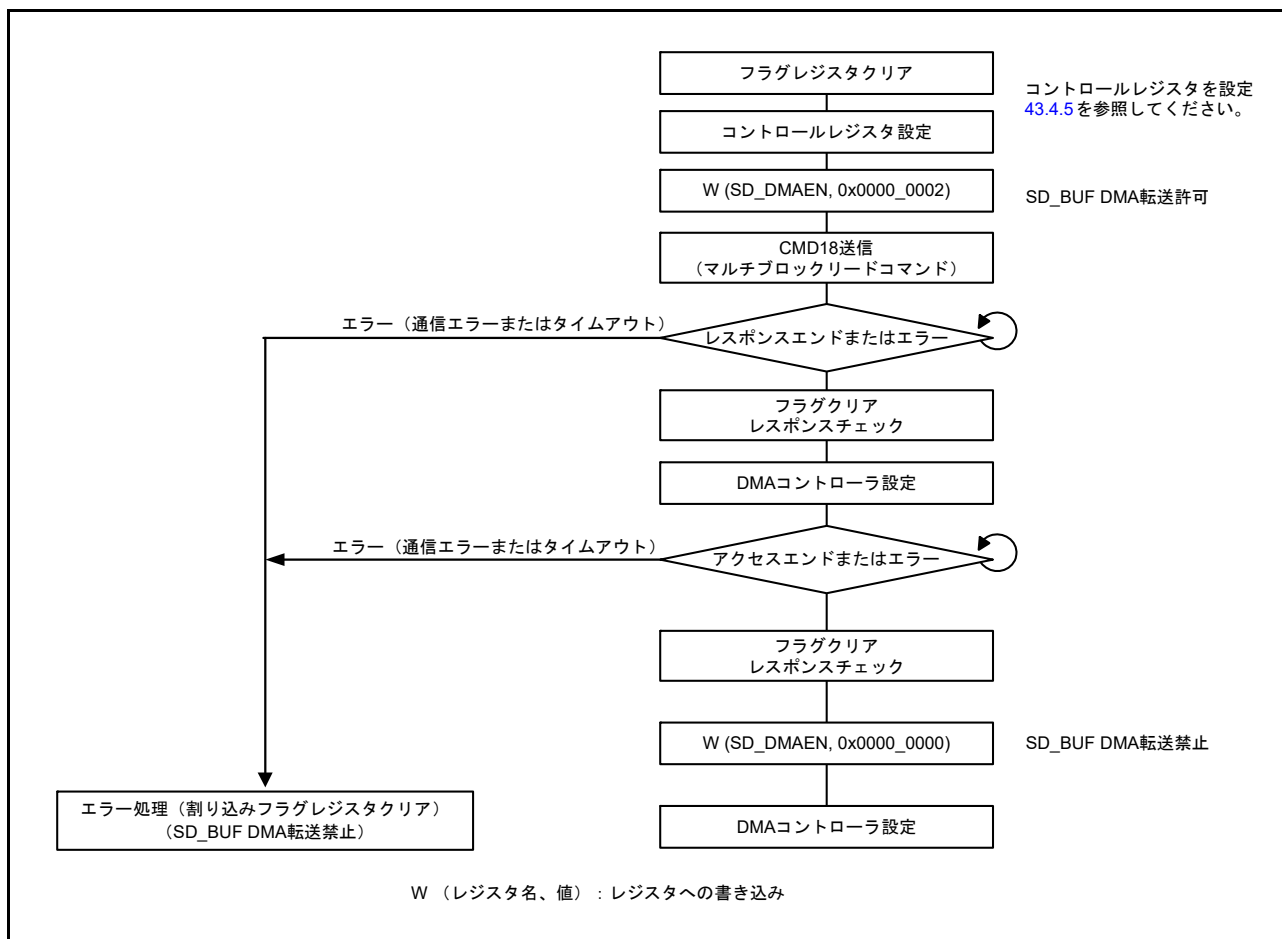 フラグレジスタクリア
コントロールレジスタを設定
43.4.5を参照してください。
コントロールレジスタ設定
W (SD_DMAEN, 0x0000_0002)
SD_BUF DMA転送許可
CMD18送信
（マルチブロックリードコマンド）
エラー（通信エラーまたはタイムアウト）
レスポンスエンドまたはエラー
フラグクリア
レスポンスチェック
DMAコントローラ設定
エラー（通信エラーまたはタイムアウト）
アクセスエンドまたはエラー
フラグクリア
レスポンスチェック
W (SD_DMAEN, 0x0000_0000)
SD_BUF DMA転送禁止
エラー処理（割り込みフラグレジスタクリア）
（SD_BUF DMA転送禁止）
DMAコントローラ設定
W （レジスタ名、値）：レジスタへの書き込み